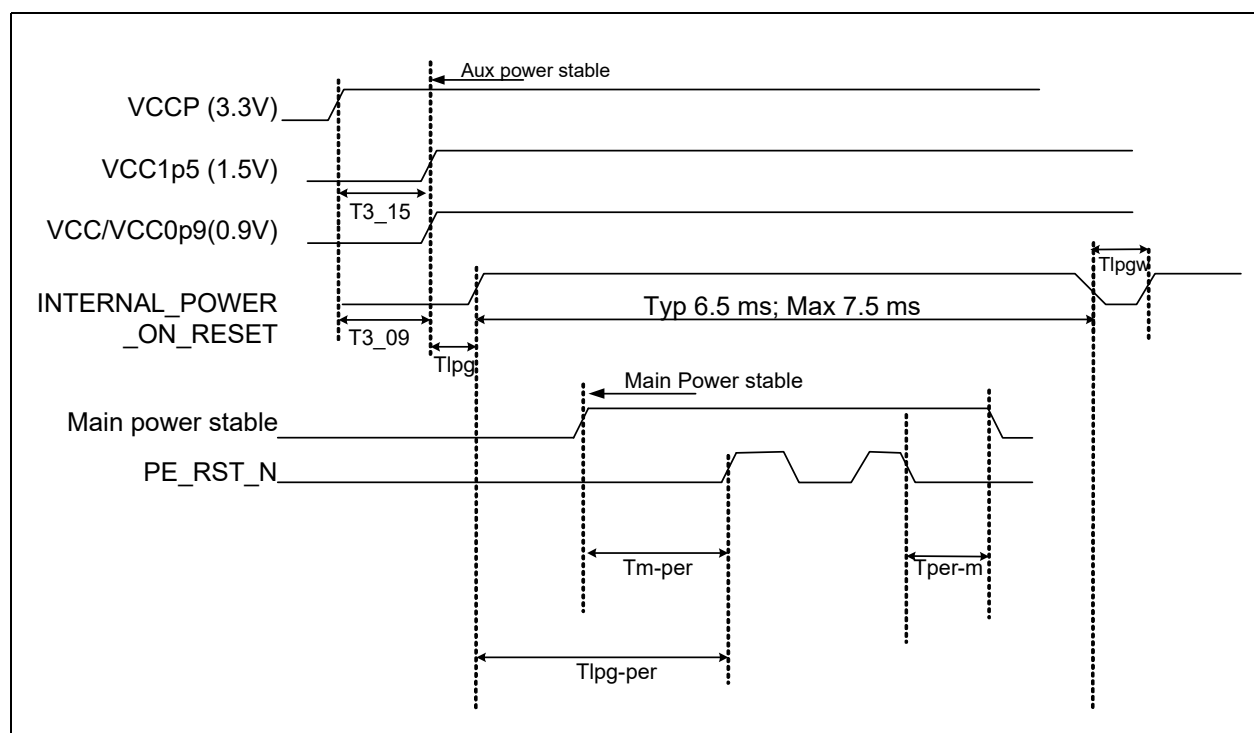 Aux power stable
VCCP (3.3V)
VCC1p5 (1.5V)
T3_15
VCC/VCC0p9(0.9V)
Tlpgw
INTERNAL_POWER
_ON_RESET
Typ 6.5 ms; Max 7.5 ms
T3_09
Tlpg
Main Power stable
Main power stable
PE_RST_N
Tm-per
Tper-m
Tlpg-per